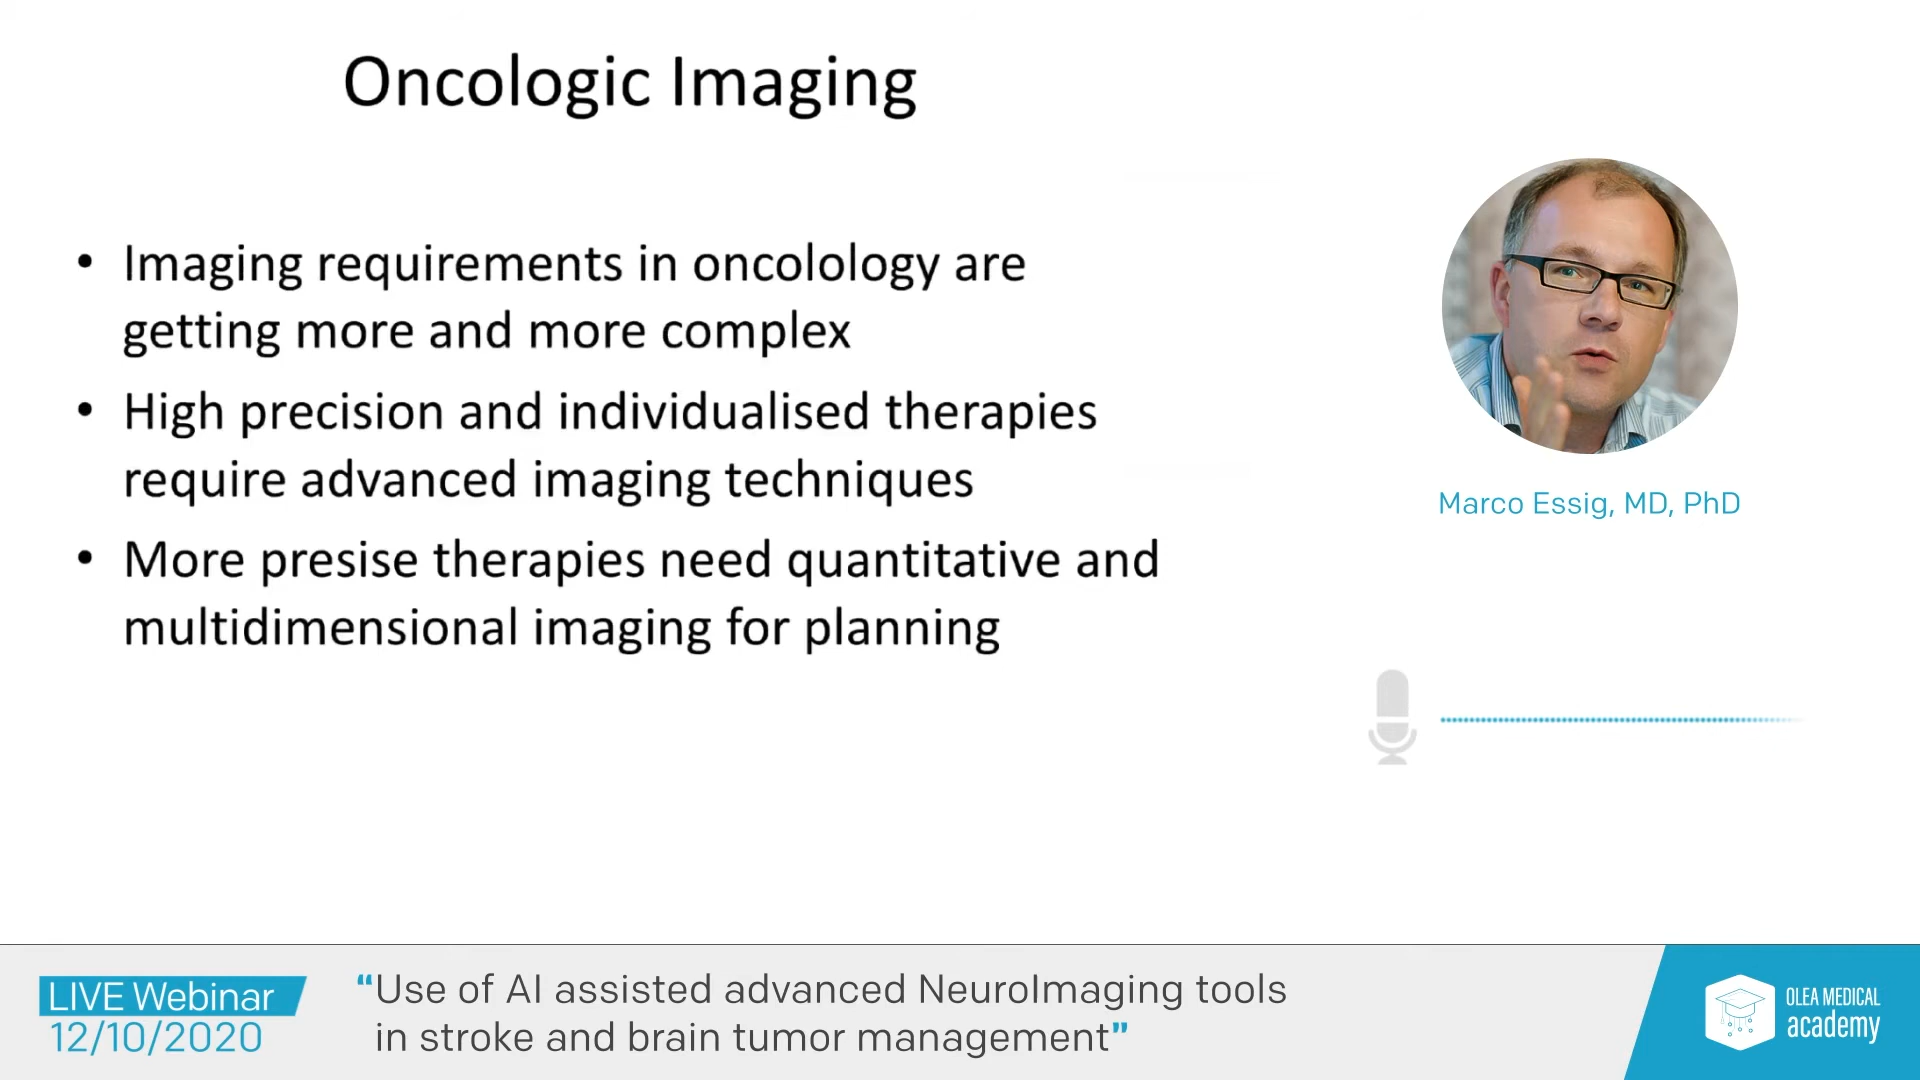 Oncologic Imaging
• Imaging requirements in oncolology are
getting more and more complex
• High precision and individualised therapies
require advanced imaging techniques
• More presise therapies need quantitative and
multidimensional imaging for planning
Marco Essig, MD, PhD
LIVE Webinar
12/10/2020
“Use of AI assisted advanced NeuroImaging tools
in stroke and brain tumor management”
OLEA MEDICAL
academy